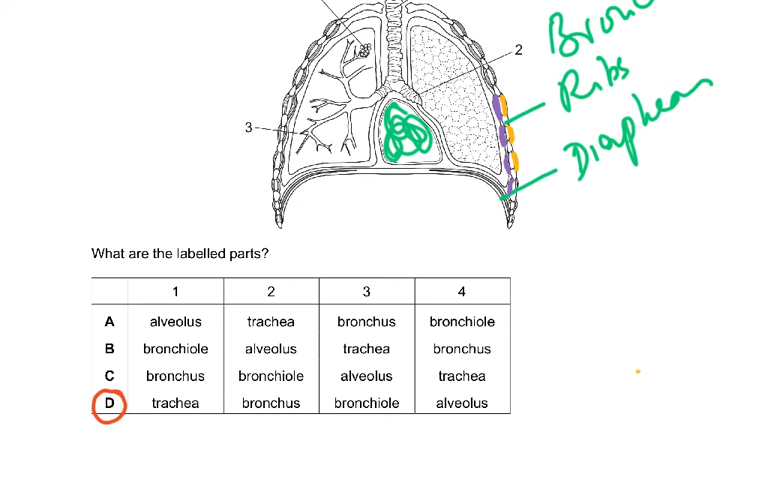 2
Ribs
3
What are the labelled parts?
1 2 3 4
A alveolus trachea bronchus bronchiole
B bronchiole alveolus trachea bronchus
C bronchus bronchiole alveolus trachea
D trachea bronchus bronchiole alveolus